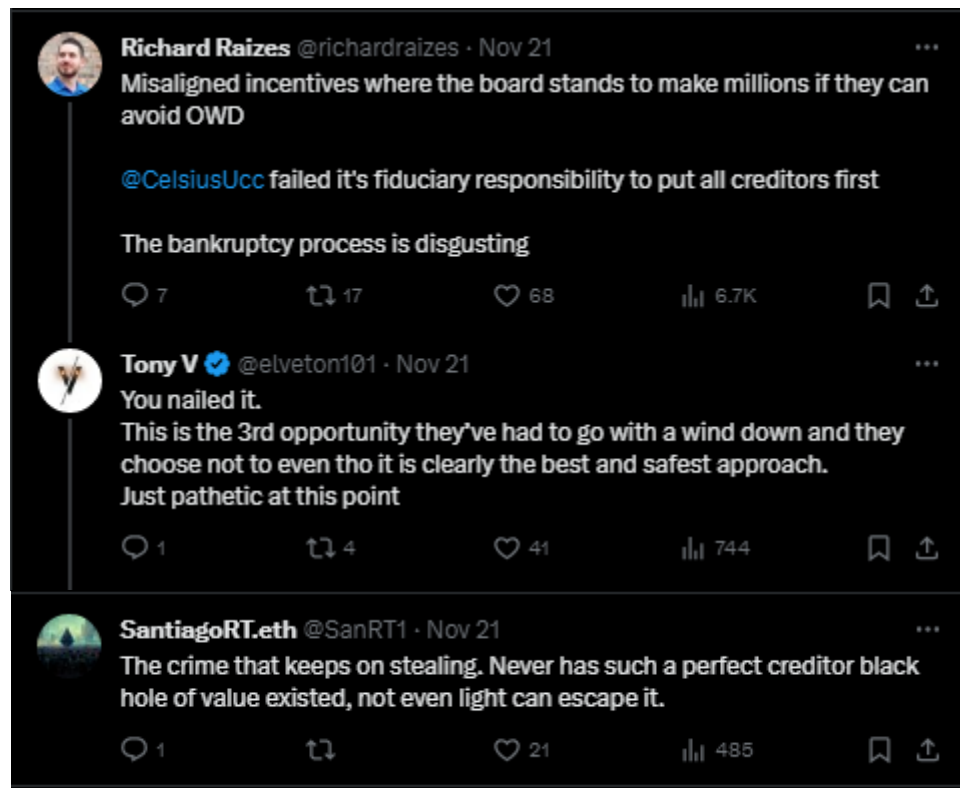 Richard Raizes @richardraizes · Nov 21
Misaligned incentives where the board stands to make millions if they can
avoid OWD
@CelsiusUcc failed it's fiduciary responsibility to put all creditors first
The bankruptcy process is disgusting
7 17 68 6.7K
Tony V @elveton101 · Nov 21
You nailed it.
This is the 3rd opportunity they've had to go with a wind down and they
choose not to even tho it is clearly the best and safest approach.
Just pathetic at this point
1 4 41 744
SantiagoRT.eth @SanRT1 · Nov 21
The crime that keeps on stealing. Never has such a perfect creditor black
hole of value existed, not even light can escape it.
1 21 485